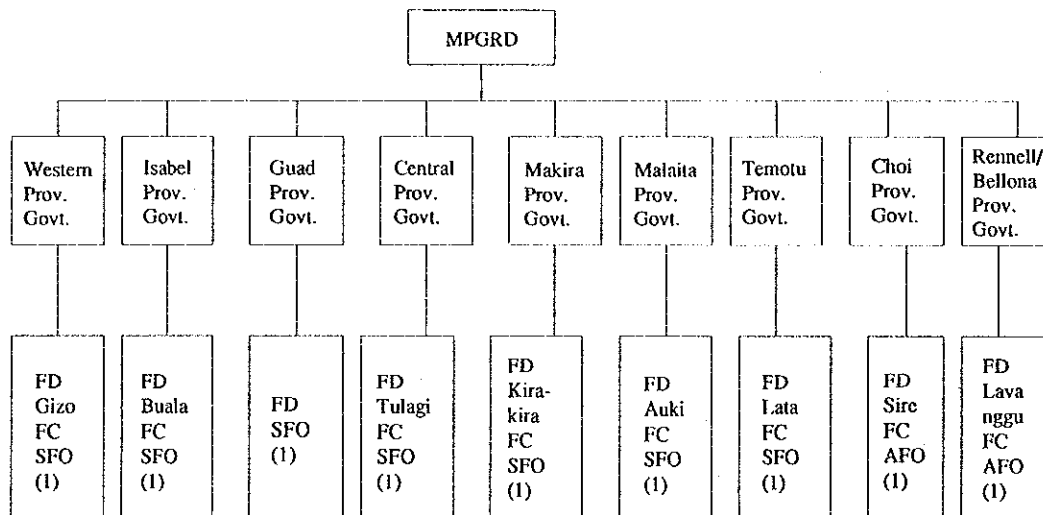 MPGRD
Western
Prov.
Govt.
Isabel
Prov.
Govt.
Guad
Prov.
Govt.
Central
Prov.
Govt.
Makira
Prov.
Govt.
Malaita
Prov.
Govt.
Temotu
Prov.
Govt.
Choi
Prov.
Govt.
Rennell/
Bellona
Prov.
Govt.
FD
Gizo
FC
SFO
(1)
FD
Buala
FC
SFO
(1)
FD
SFO
(1)
FD
Tulagi
FC
SFO
(1)
FD
Kira-
kira
FC
SFO
(1)
FD
Auki
FC
SFO
(1)
FD
Lata
FC
SFO
(1)
FD
Sire
FC
AFO
(1)
FD
Lava
nggu
FC
AFO
(1)